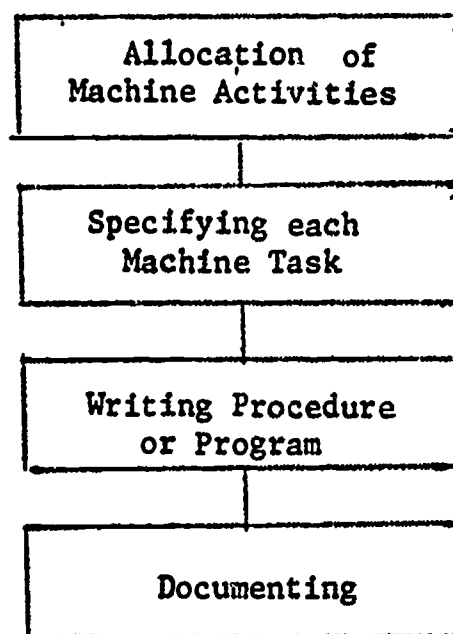 Allocation of
Machine Activities
Specifying each
Machine Task
Writing Procedure
or Program
Documenting